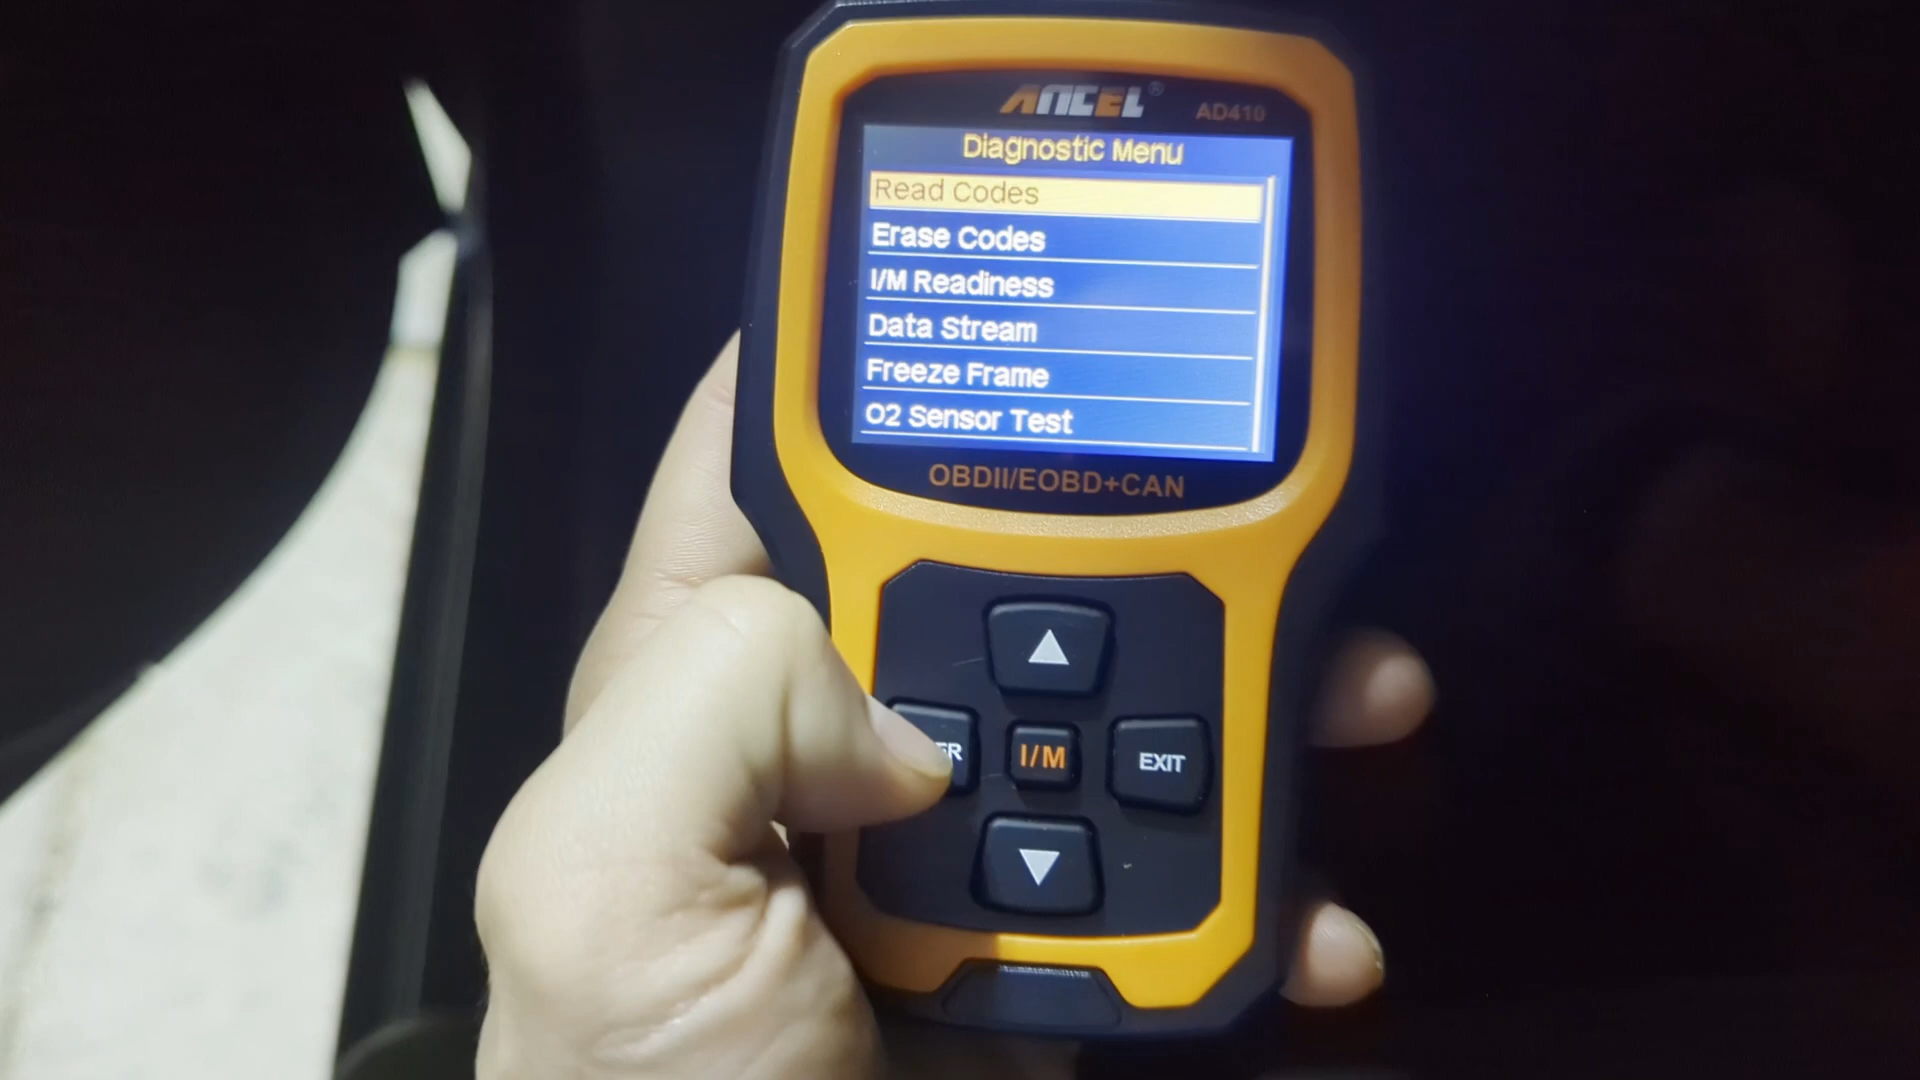 ANCEL®
AD410
Diagnostic Menu
Read Codes
Erase Codes
I/M Readiness
Data Stream
Freeze Frame
O2 Sensor Test
OBDII/EOBD+CAN
ER
I/M
EXIT